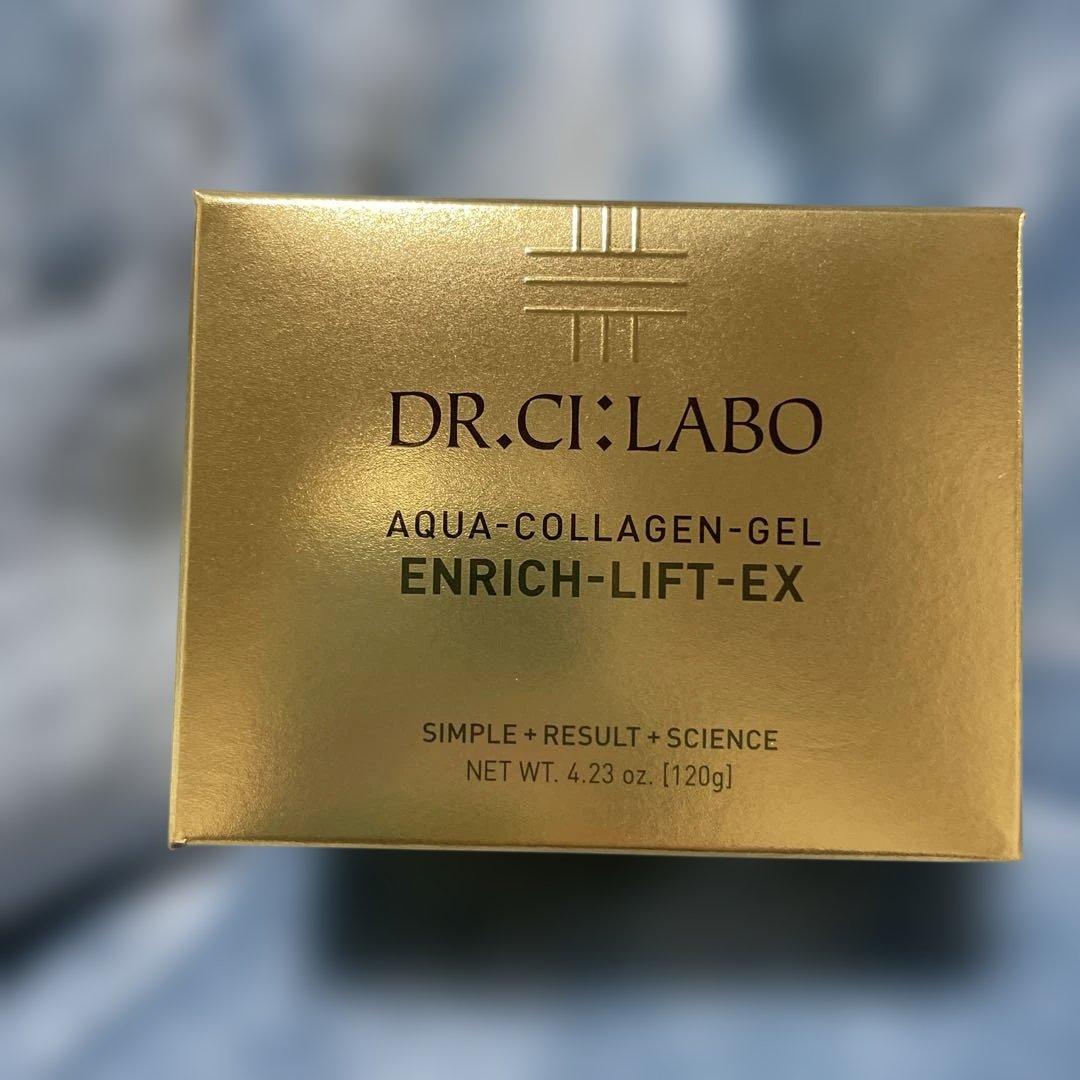 DR.CI:LABO
AQUA-COLLAGEN-GEL
ENRICH-LIFT-EX
SIMPLE+RESULT+SCIENCE
NET WT. 4.23 oz. [120g]